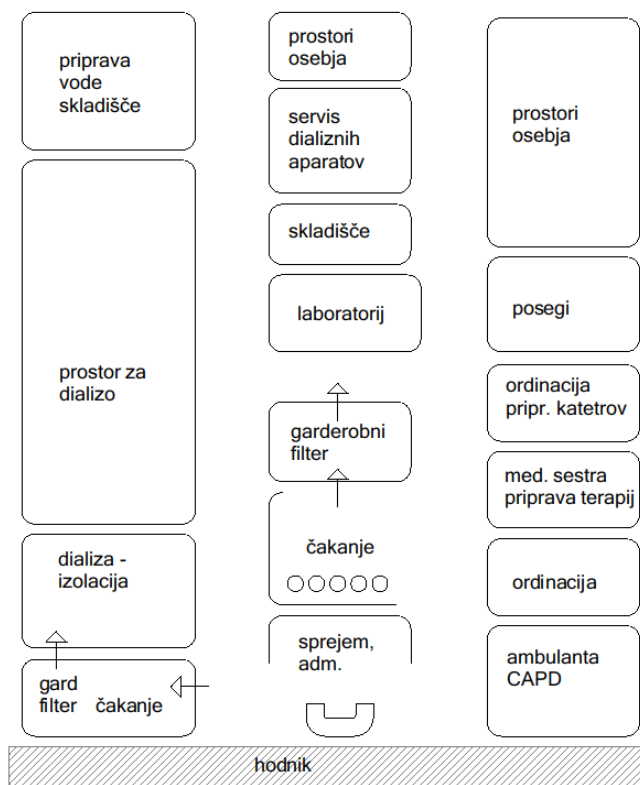 priprava
vode
skladišče
prostor za
dializo
dializa -
izolacija
gard
filter čakanje
prostori
osebja
servis
dializnih
aparatov
skladišče
laboratorij
garderobni
filter
čakanje
sprejem,
adm.
prostori
osebja
posegi
ordinacija
pripr. katetrov
med. sestra
priprava terapij
ordinacija
ambulanta
CAPD
hodnik